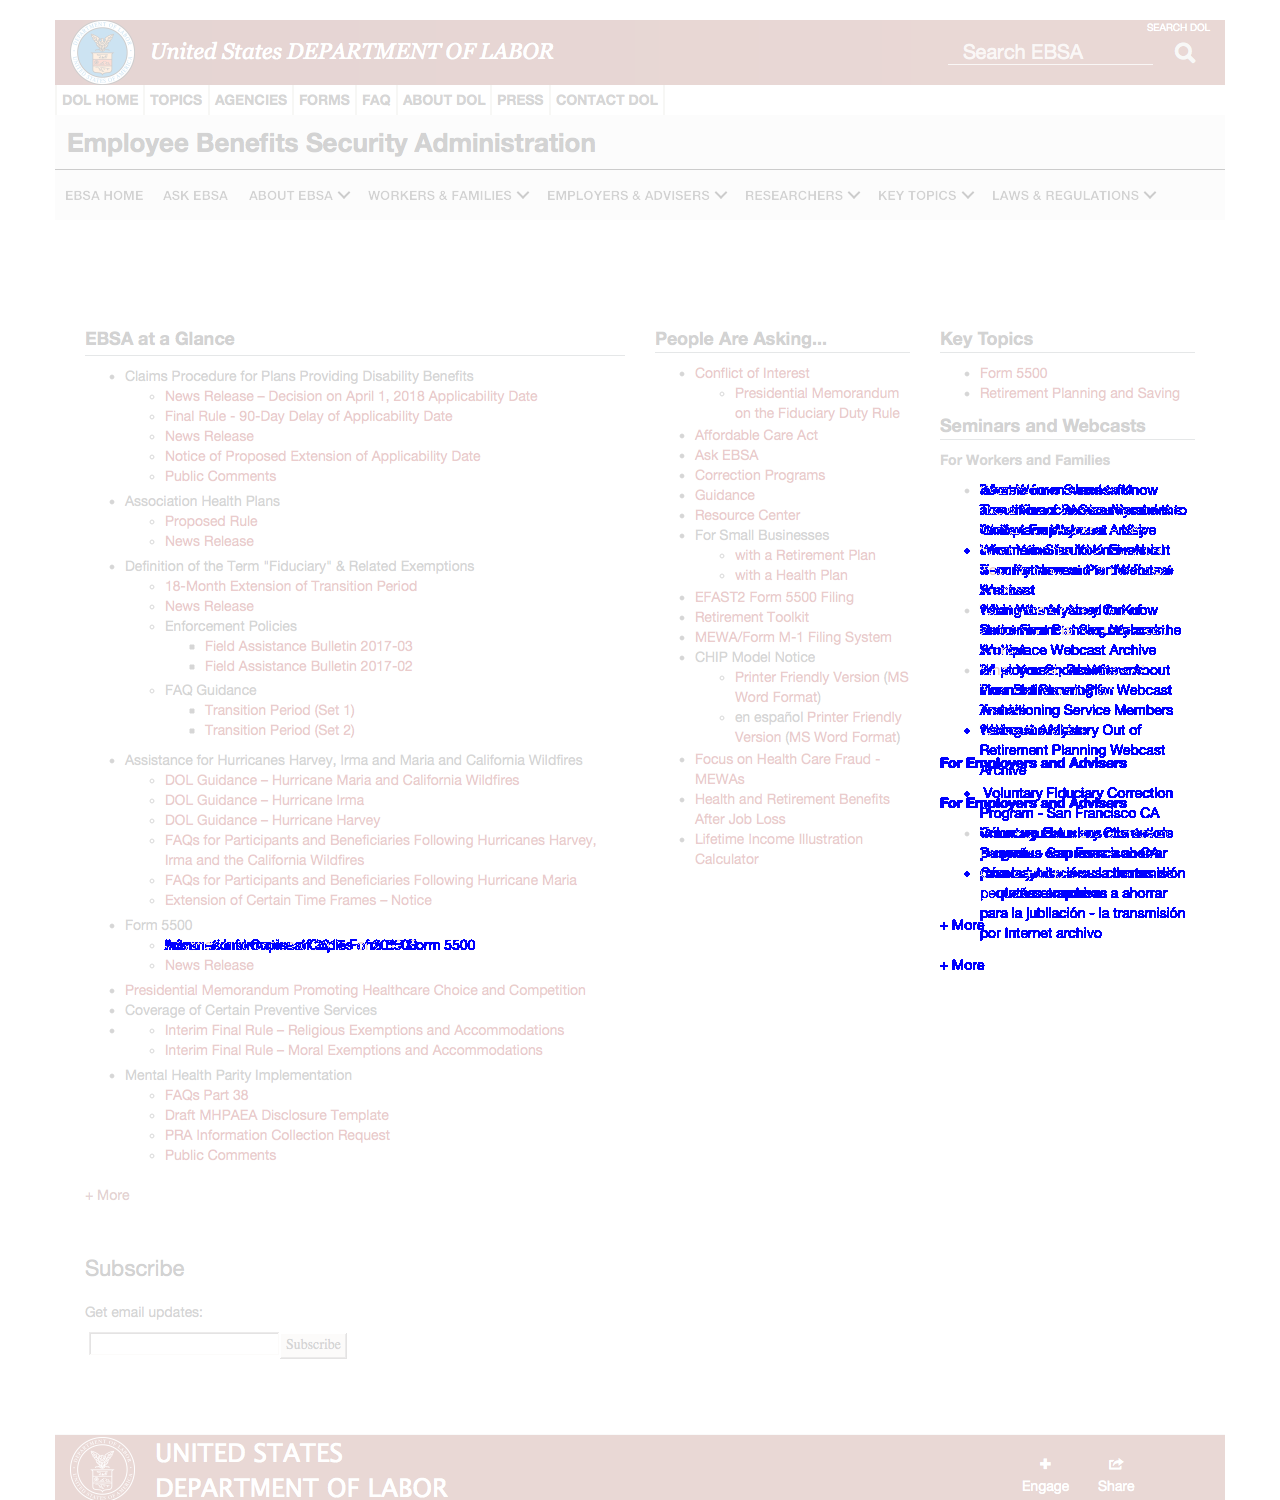 SEARCH DOL
United States DEPARTMENT OF LABOR
Search EBSA
DOL HOME TOPICS AGENCIES FORMS FAQ ABOUT DOL PRESS CONTACT DOL
Employee Benefits Security Administration
EBSA HOME ASK EBSA ABOUT EBSA WORKERS & FAMILIES EMPLOYERS & ADVISERS RESEARCHERS KEY TOPICS LAWS & REGULATIONS
EBSA at a Glance
Claims Procedure for Plans Providing Disability Benefits
News Release – Decision on April 1, 2018 Applicability Date
Final Rule - 90-Day Delay of Applicability Date
News Release
Notice of Proposed Extension of Applicability Date
Public Comments
Association Health Plans
Proposed Rule
News Release
Definition of the Term "Fiduciary" & Related Exemptions
18-Month Extension of Transition Period
News Release
Enforcement Policies
Field Assistance Bulletin 2017-03
Field Assistance Bulletin 2017-02
FAQ Guidance
Transition Period (Set 1)
Transition Period (Set 2)
Assistance for Hurricanes Harvey, Irma and Maria and California Wildfires
DOL Guidance – Hurricane Maria and California Wildfires
DOL Guidance – Hurricane Irma
DOL Guidance – Hurricane Harvey
FAQs for Participants and Beneficiaries Following Hurricanes Harvey,
Irma and the California Wildfires
FAQs for Participants and Beneficiaries Following Hurricane Maria
Extension of Certain Time Frames – Notice
Form 5500
Form 5500
News Release
Presidential Memorandum Promoting Healthcare Choice and Competition
Coverage of Certain Preventive Services
Interim Final Rule – Religious Exemptions and Accommodations
Interim Final Rule – Moral Exemptions and Accommodations
Mental Health Parity Implementation
FAQs Part 38
Draft MHPAEA Disclosure Template
PRA Information Collection Request
Public Comments
+ More
People Are Asking...
Conflict of Interest
Presidential Memorandum
on the Fiduciary Duty Rule
Affordable Care Act
Ask EBSA
Correction Programs
Guidance
Resource Center
For Small Businesses
with a Retirement Plan
with a Health Plan
EFAST2 Form 5500 Filing
Retirement Toolkit
MEWA/Form M-1 Filing System
CHIP Model Notice
Printer Friendly Version (MS
Word Format)
en español Printer Friendly
Version (MS Word Format)
Focus on Health Care Fraud -
MEWAs
Health and Retirement Benefits
After Job Loss
Lifetime Income Illustration
Calculator
Key Topics
Form 5500
Retirement Planning and Saving
Seminars and Webcasts
For Workers and Families
Webcast Archive
Webcast
Service Members
Out of
Retirement Planning Webcast
For Employers and Advisers
Archive
Voluntary Fiduciary Correction
For Employers and Advisers
Program - San Francisco CA
a ahorrar
+ More
para la jubilación - la transmisión
por Internet archivo
+ More
Subscribe
Get email updates:
Subscribe
UNITED STATES
DEPARTMENT OF LABOR
Engage Share